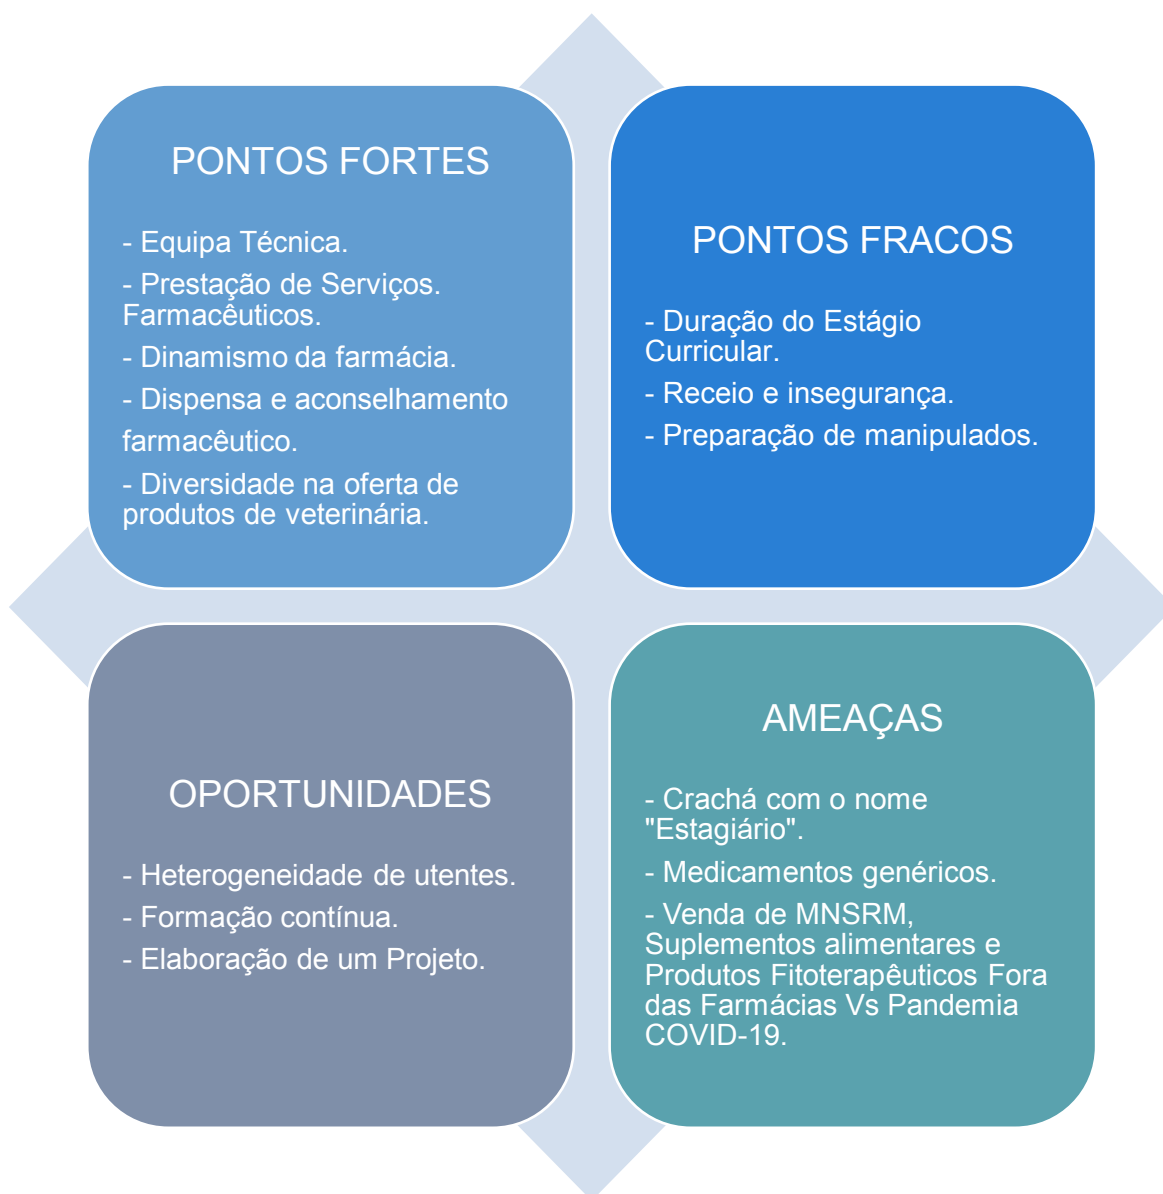 PONTOS FORTES
- Equipa Técnica.
- Prestação de Serviços.
Farmacêuticos.
- Dinamismo da farmácia.
- Dispensa e aconselhamento
farmacêutico.
- Diversidade na oferta de
produtos de veterinária.
PONTOS FRACOS
- Duração do Estágio
Curricular.
- Receio e insegurança.
- Preparação de manipulados.
OPORTUNIDADES
- Heterogeneidade de utentes.
- Formação contínua.
- Elaboração de um Projeto.
AMEAÇAS
- Crachá com o nome
"Estagiário".
- Medicamentos genéricos.
- Venda de MNSRM,
Suplementos alimentares e
Produtos Fitoterapêuticos Fora
das Farmácias Vs Pandemia
COVID-19.